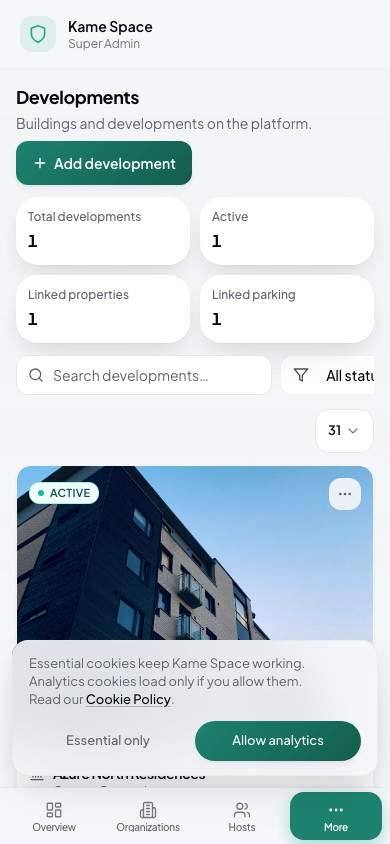 Kame Space
Super Admin
Developments
Buildings and developments on the platform.
+ Add development
Total developments
1
Active
1
Linked properties
1
Linked parking
1
Search developments...
All statu
31
ACTIVE
Essential cookies keep Kame Space working.
Analytics cookies load only if you allow them.
Read our Cookie Policy.
Essential only
Allow analytics
Azure North Residences
Overview
Organizations
Hosts
More